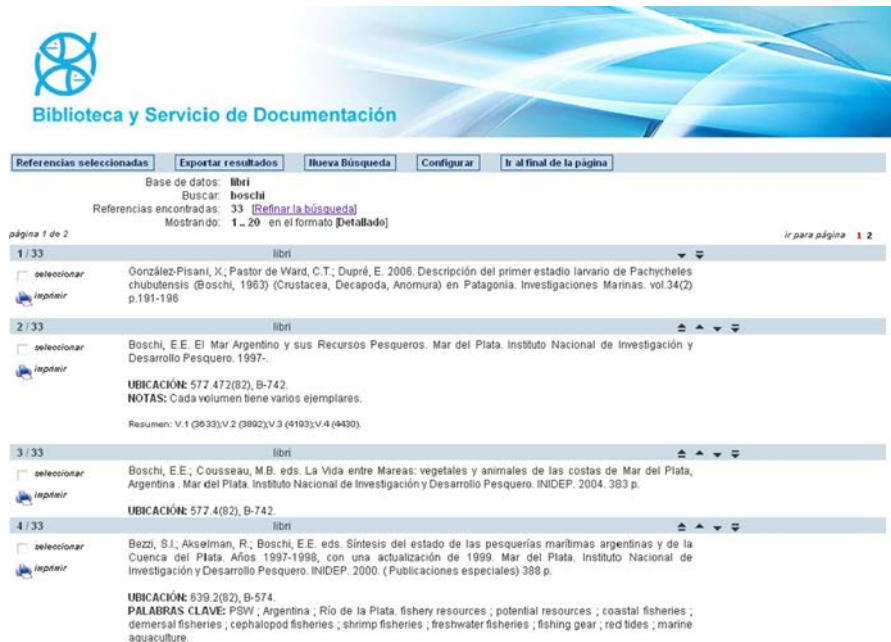 Biblioteca y Servicio de Documentación
Referencias seleccionadas Exportar resultados Nueva Búsqueda Configurar Ir al final de la página
Base de datos: libri
Buscar: boschi
Referencias encontradas: 33 [Refinar la búsqueda]
Mostrando: 1 .. 20 en el formato [Detallado]
página 1 de 2 ir para página 1 2
1 / 33 libri
seleccionar
imprimir
González-Pisani, X.; Pastor de Ward, C.T.; Dupré, E. 2006. Descripción del primer estadio larvario de Pachycheles
chubutensis (Boschi, 1963) (Crustacea, Decapoda, Anomura) en Patagonia. Investigaciones Marinas. vol.34(2)
p.191-196
2 / 33 libri
seleccionar
imprimir
Boschi, E.E. El Mar Argentino y sus Recursos Pesqueros. Mar del Plata. Instituto Nacional de Investigación y
Desarrollo Pesquero. 1997-.
UBICACIÓN: 577.472(82), B-742.
NOTAS: Cada volumen tiene varios ejemplares.
Resumen: V.1 (3633);V.2 (3892);V.3 (4193);V.4 (4430).
3 / 33 libri
seleccionar
imprimir
Boschi, E.E.; Cousseau, M.B. eds. La Vida entre Mareas: vegetales y animales de las costas de Mar del Plata,
Argentina . Mar del Plata. Instituto Nacional de Investigación y Desarrollo Pesquero. INIDEP. 2004. 383 p.
UBICACIÓN: 577.4(82), B-742.
4 / 33 libri
seleccionar
imprimir
Bezzi, S.I.; Akselman, R.; Boschi, E.E. eds. Síntesis del estado de las pesquerías marítimas argentinas y de la
Cuenca del Plata. Años 1997-1998, con una actualización de 1999. Mar del Plata. Instituto Nacional de
Investigación y Desarrollo Pesquero. INIDEP. 2000. ( Publicaciones especiales) 388 p.
UBICACIÓN: 639.2(82), B-574.
PALABRAS CLAVE: PSW ; Argentina ; Río de la Plata. fishery resources ; potential resources ; coastal fisheries ;
demersal fisheries ; cephalopod fisheries ; shrimp fisheries ; freshwater fisheries ; fishing gear ; red tides ; marine
aquaculture.